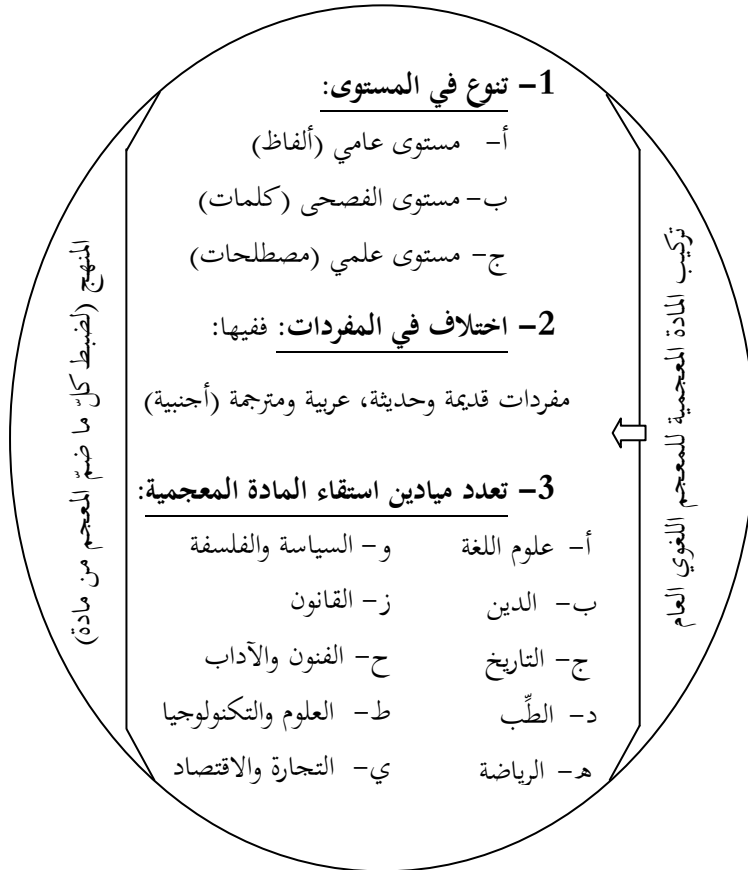 تركيب المادة المعجمية للمعجم اللغوي العام
1– تنوع في المستوى:
أ– مستوى عامي (ألفاظ)
ب– مستوى الفصحى (كلمات)
ج– مستوى علمي (مصطلحات)
2– اختلاف في المفردات: ففيها:
مفردات قديمة وحديثة، عربية ومترجمة (أجنبية)
3– تعدد ميادين استقاء المادة المعجمية:
أ– علوم اللغة
ب– الدين
ج– التاريخ
د– الطِّب
هـ– الرياضة
و– السياسة والفلسفة
ز– القانون
ح– الفنون والآداب
ط– العلوم والتكنولوجيا
ي– التجارة والاقتصاد
المنهج (لضبط كلّ ما ضمّ المعجم من مادة)